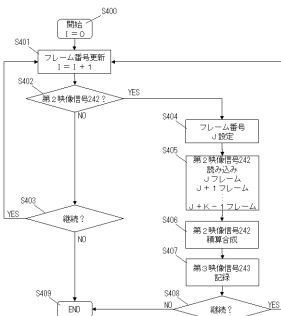 S400
開始
I=0
S401
フレーム番号更新
I=I+1
S402
第2映像信号242?
YES
NO
S404
フレーム番号
J設定
S405
第2映像信号242
読み込み
Jフレーム
J+1フレーム
:
J+K-1フレーム
S403
継続?
YES
NO
S406
第2映像信号242
積算合成
S407
第3映像信号243
記録
S408
継続?
NO
YES
S409
END